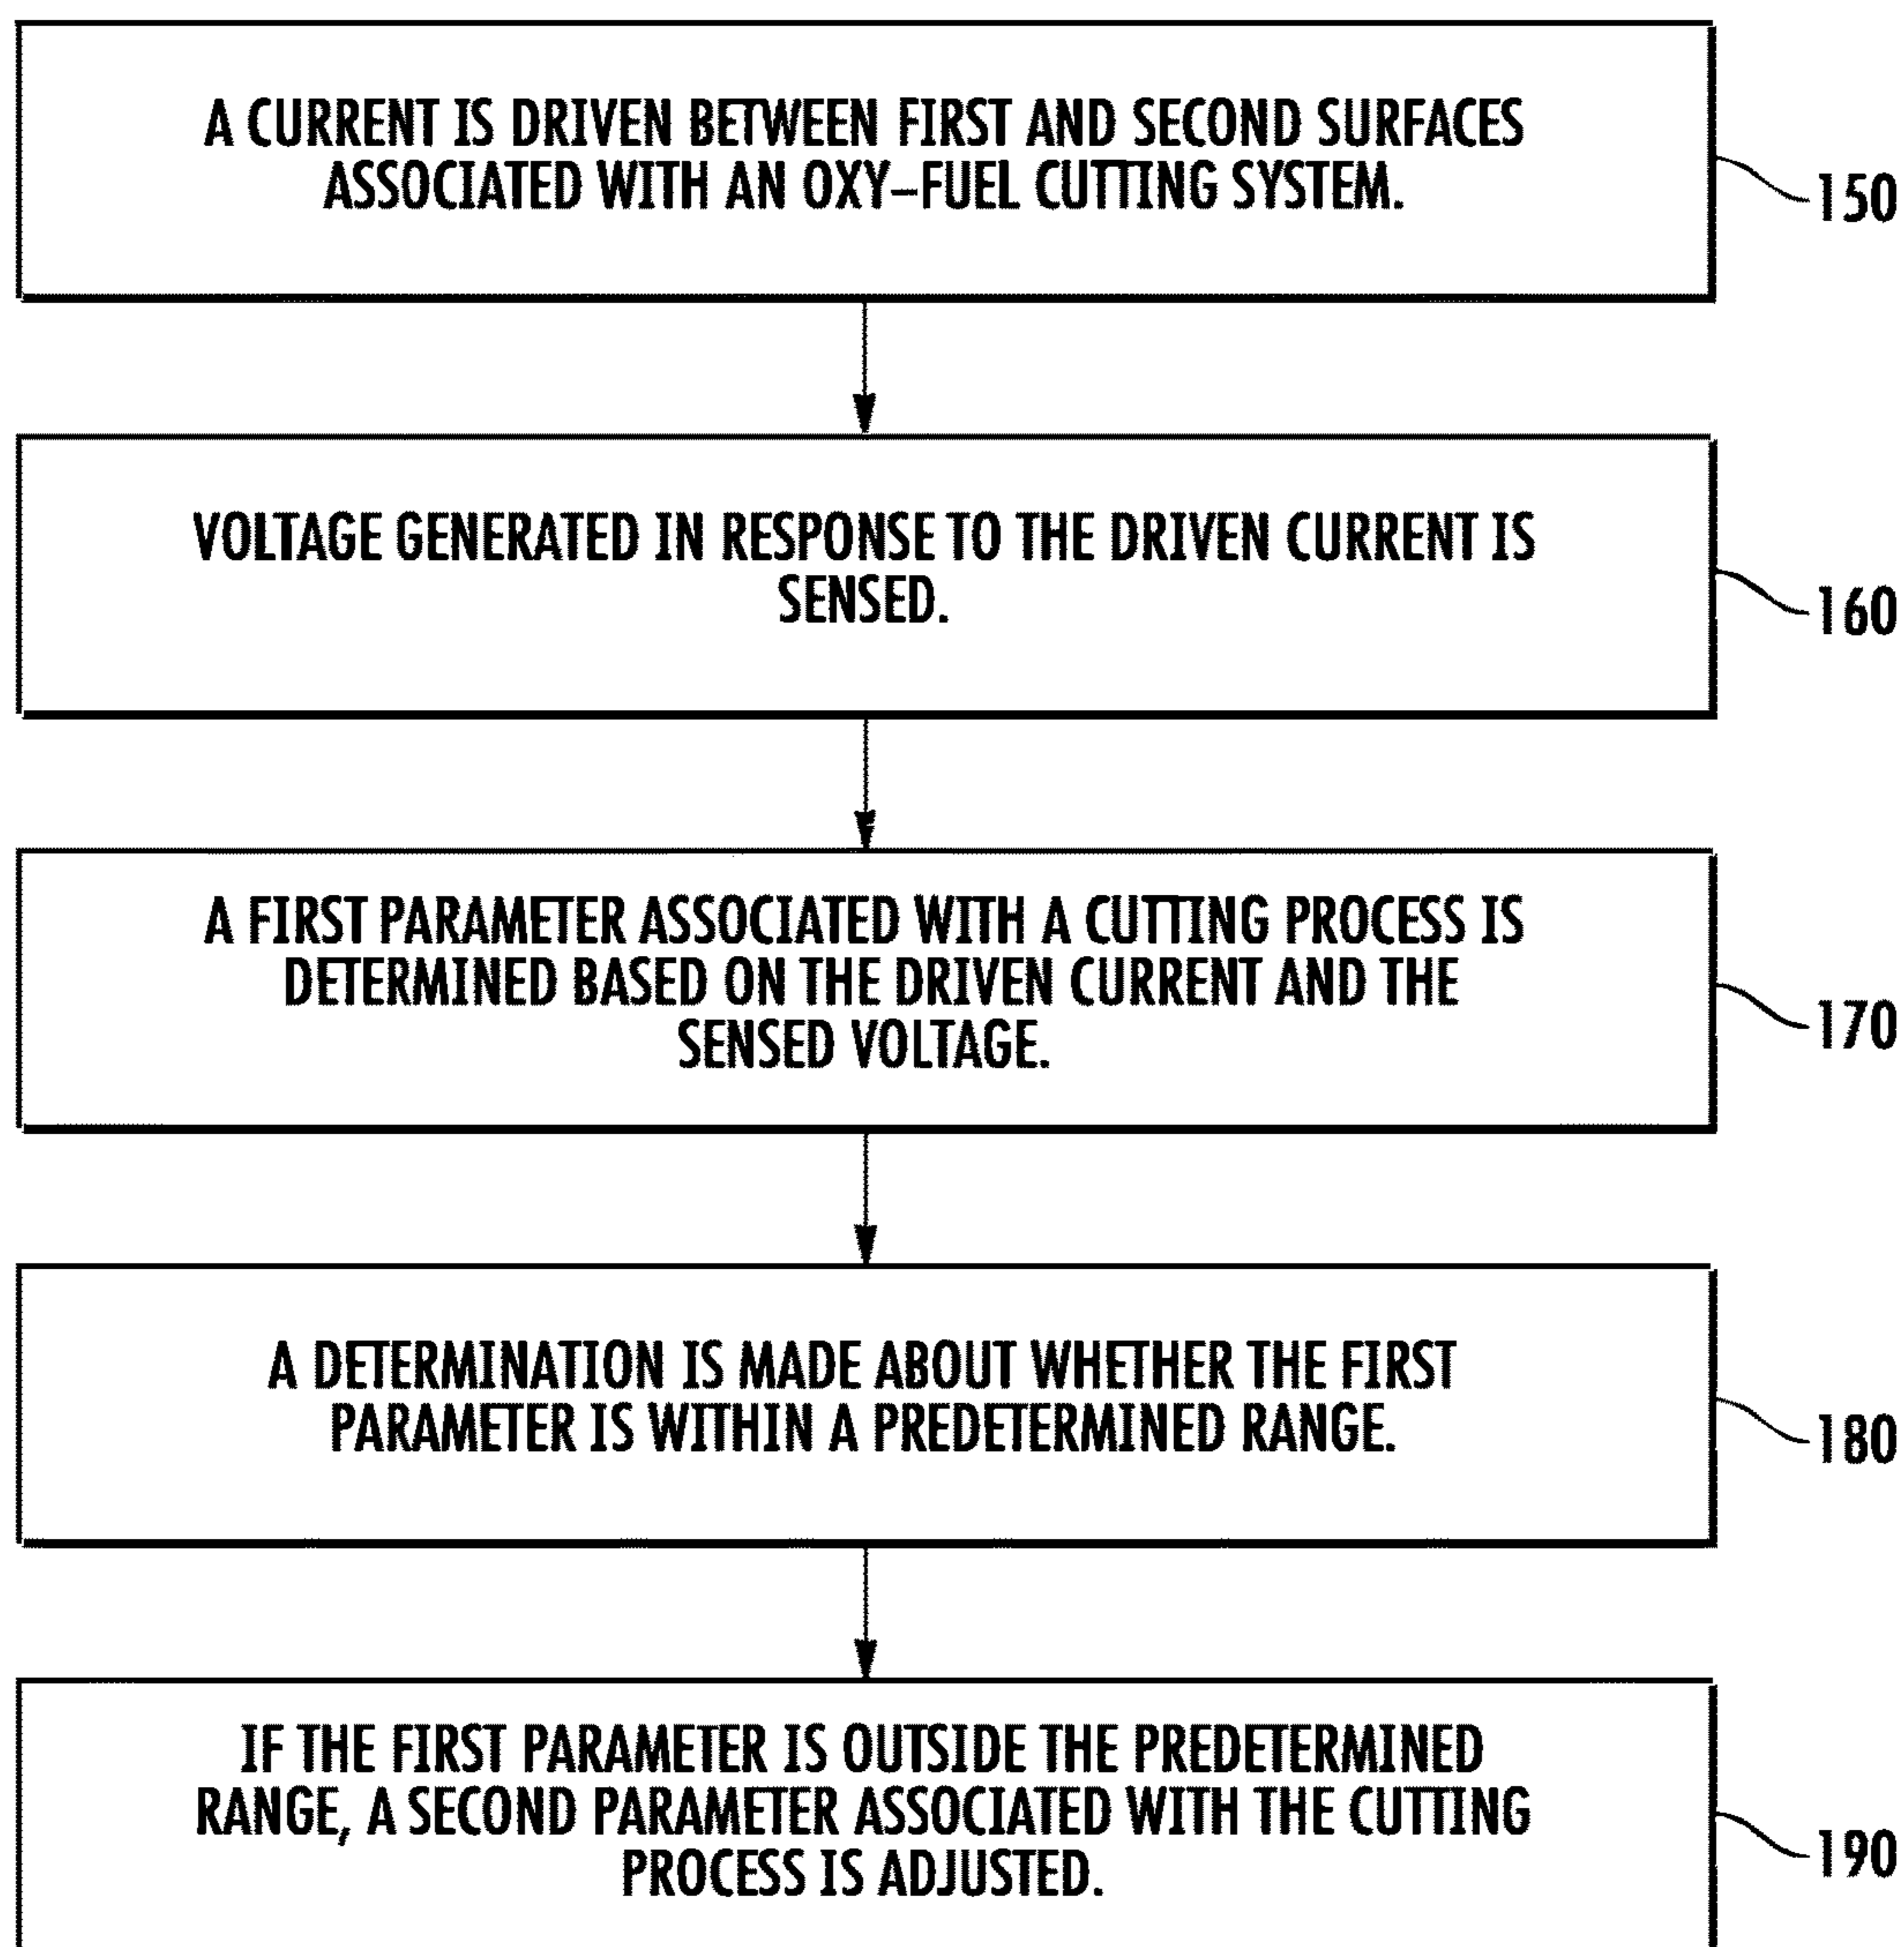 A CURRENT IS DRIVEN BETWEEN FIRST AND SECOND SURFACES
ASSOCIATED WITH AN OXY-FUEL CUTTING SYSTEM.
150
VOLTAGE GENERATED IN RESPONSE TO THE DRIVEN CURRENT IS
SENSED.
160
A FIRST PARAMETER ASSOCIATED WITH A CUTTING PROCESS IS
DETERMINED BASED ON THE DRIVEN CURRENT AND THE
SENSED VOLTAGE.
170
A DETERMINATION IS MADE ABOUT WHETHER THE FIRST
PARAMETER IS WITHIN A PREDETERMINED RANGE.
180
IF THE FIRST PARAMETER IS OUTSIDE THE PREDETERMINED
RANGE, A SECOND PARAMETER ASSOCIATED WITH THE CUTTING
PROCESS IS ADJUSTED.
190